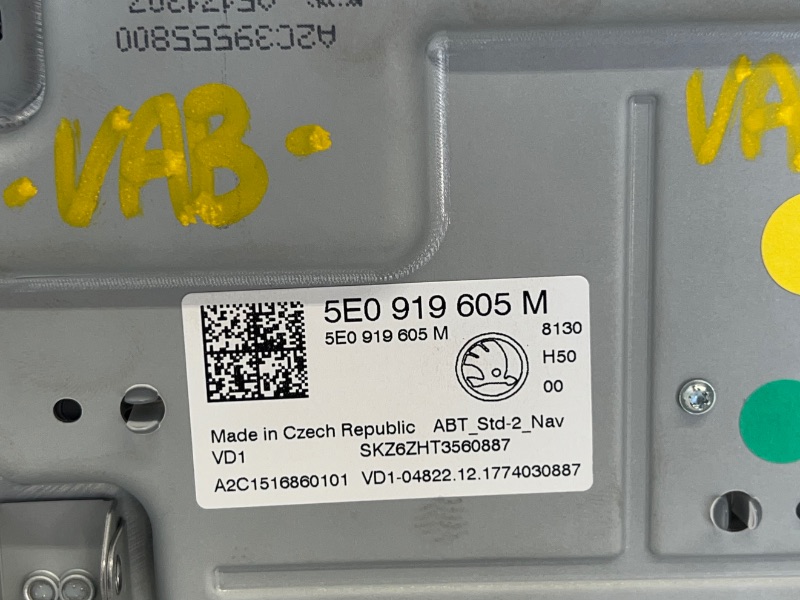 A2C39555800
VAB
VA
5E0 919 605 M
5E0 919 605 M
8130
H50
00
Made in Czech Republic ABT_Std-2_Nav
VD1 SKZ6ZHT3560887
A2C1516860101 VD1-04822.12.1774030887